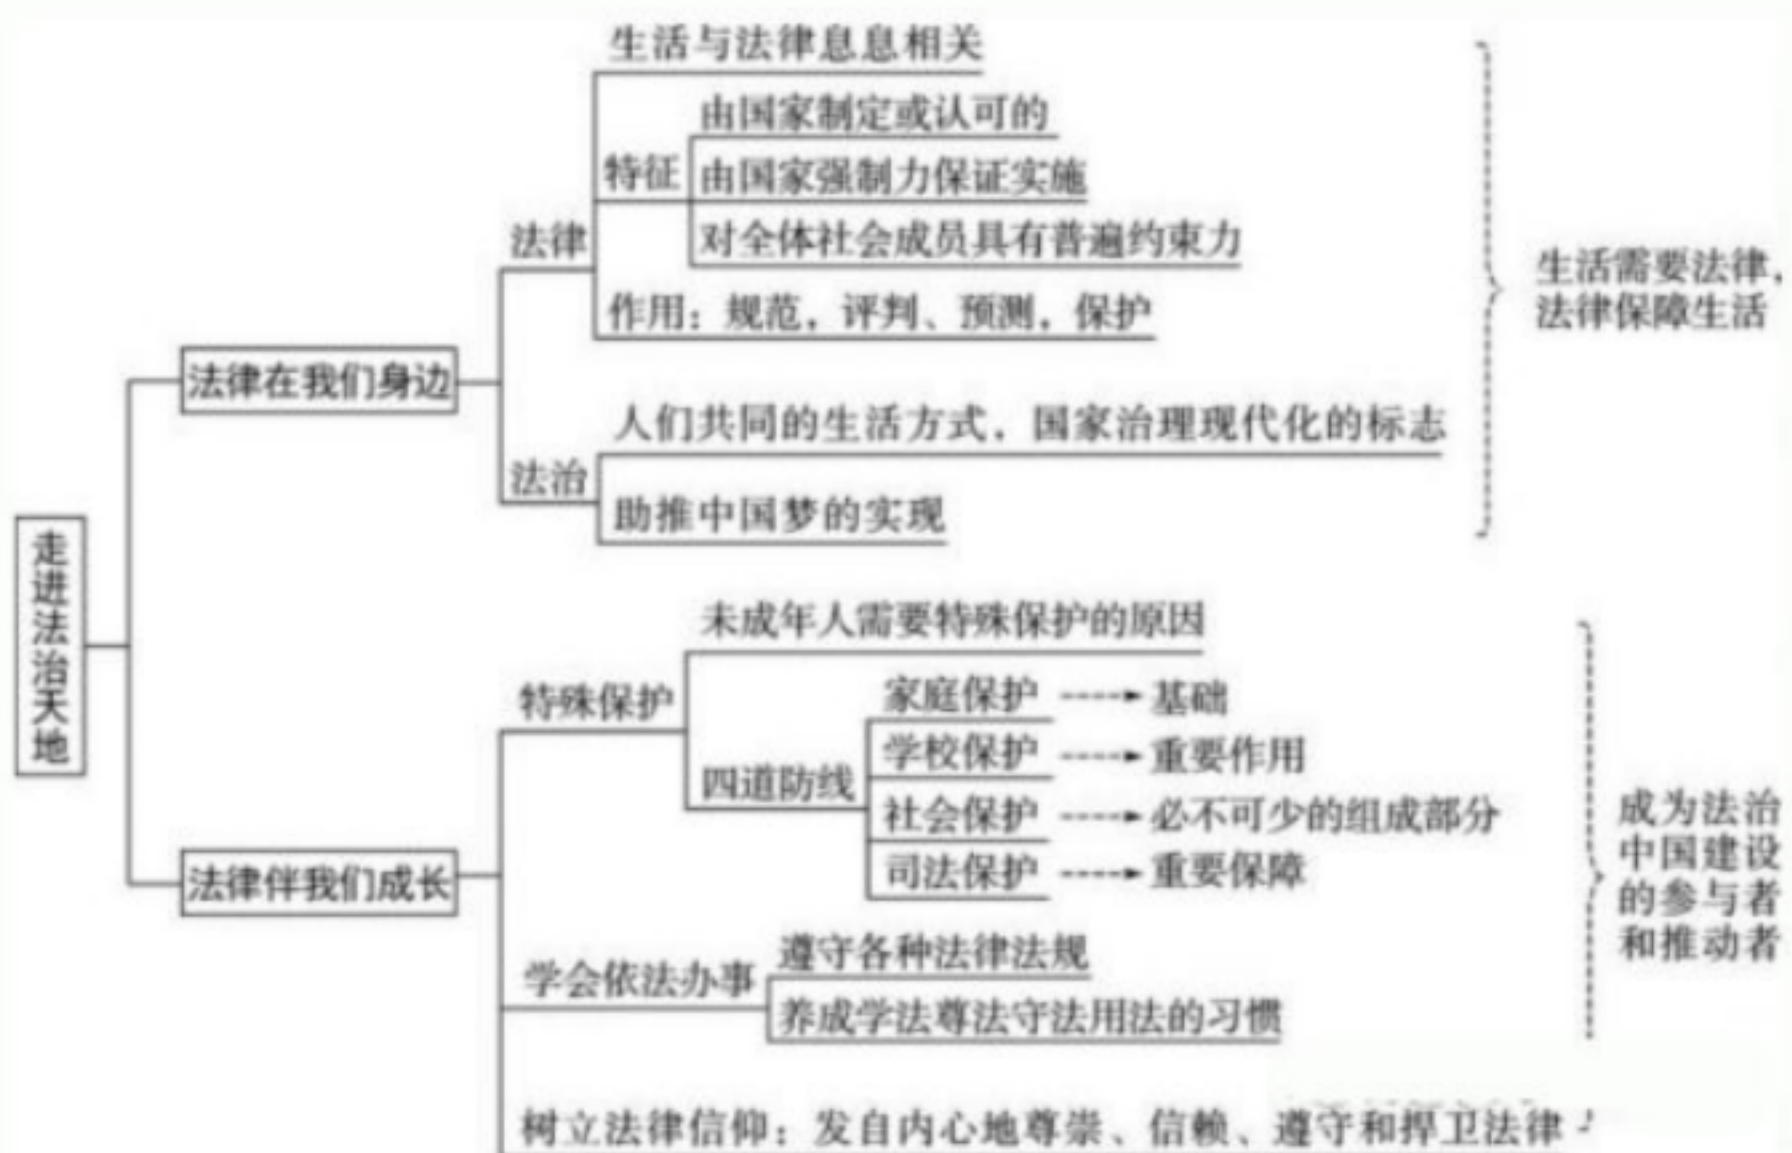 走进法治天地
法律在我们身边
法律
生活与法律息息相关
特征
由国家制定或认可的
由国家强制力保证实施
对全体社会成员具有普遍约束力
作用：规范，评判、预测，保护
法治
人们共同的生活方式，国家治理现代化的标志
助推中国梦的实现
生活需要法律，
法律保障生活
法律伴我们成长
特殊保护
未成年人需要特殊保护的原因
四道防线
家庭保护 基础
学校保护 重要作用
社会保护 必不可少的组成部分
司法保护 重要保障
学会依法办事
遵守各种法律法规
养成学法尊法守法用法的习惯
树立法律信仰：发自内心地尊崇、信赖、遵守和捍卫法律
成为法治
中国建设
的参与者
和推动者